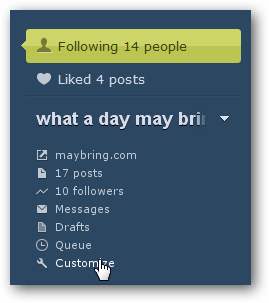 Following 14 people
Liked 4 posts
what a day may brin
maybring.com
17 posts
10 followers
Messages
Drafts
Queue
Customize